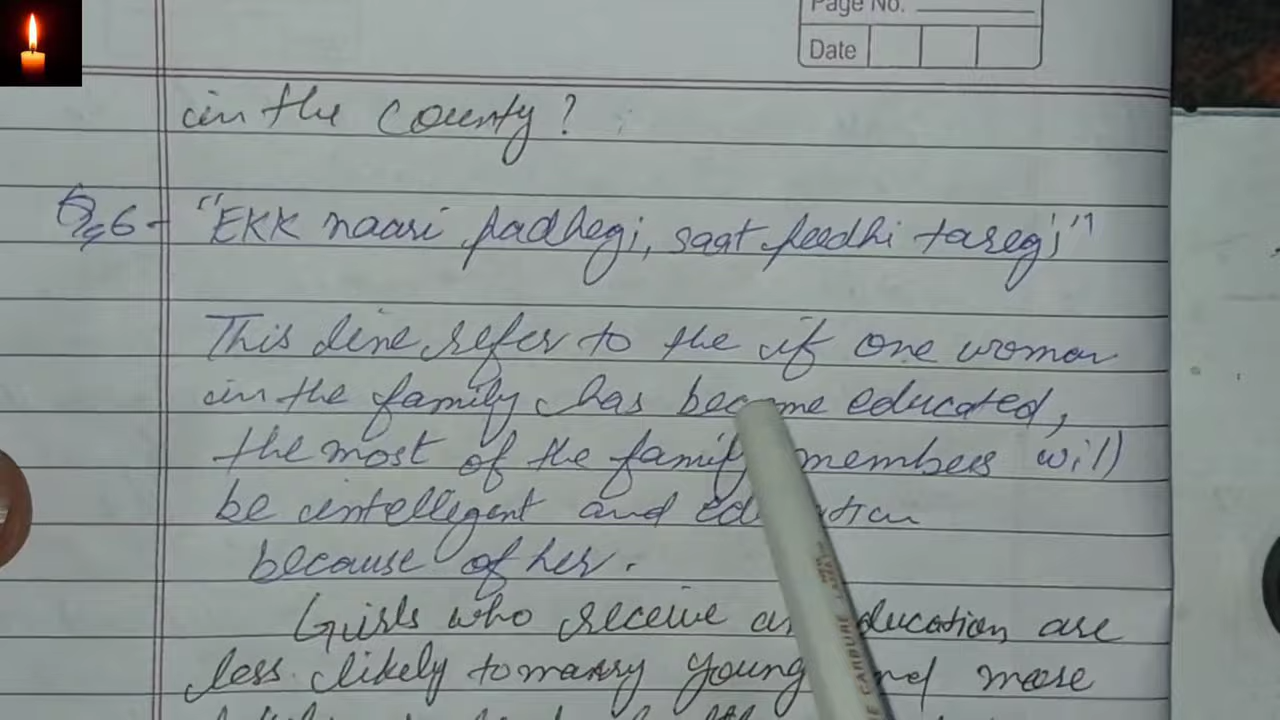 Page No.
Date
in the county?
Q.6- "EKK naari padhegi, saat peedhi taregi"
This line refer to the if one woman
in the family has become educated,
the most of the family members will
be intelligent and
because of her.
Girls who receive education are
less likely to marry young and more